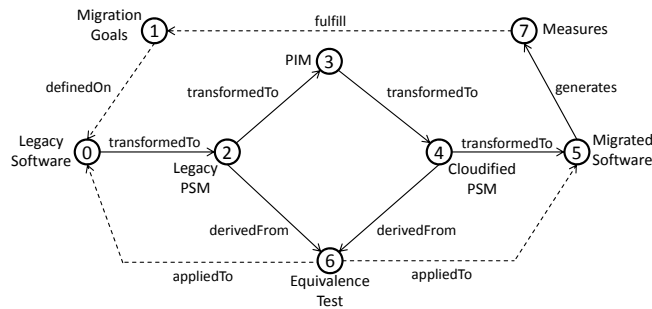 Migration
Goals
1
fulfill
7
Measures
PIM
3
definedOn
transformedTo
transformedTo
generates
Legacy
Software
0
transformedTo
2
Legacy
PSM
4
Cloudified
PSM
transformedTo
5
Migrated
Software
derivedFrom
derivedFrom
appliedTo
6
appliedTo
Equivalence
Test